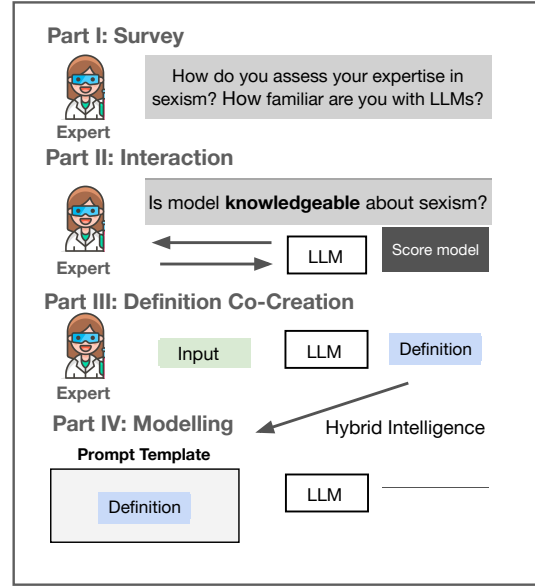 Part I: Survey
How do you assess your expertise in
sexism? How familiar are you with LLMs?
Expert
Part II: Interaction
Is model knowledgeable about sexism?
LLM
Score model
Expert
Part III: Definition Co-Creation
Input
LLM
Definition
Expert
Part IV: Modelling
Hybrid Intelligence
Prompt Template
Definition
LLM